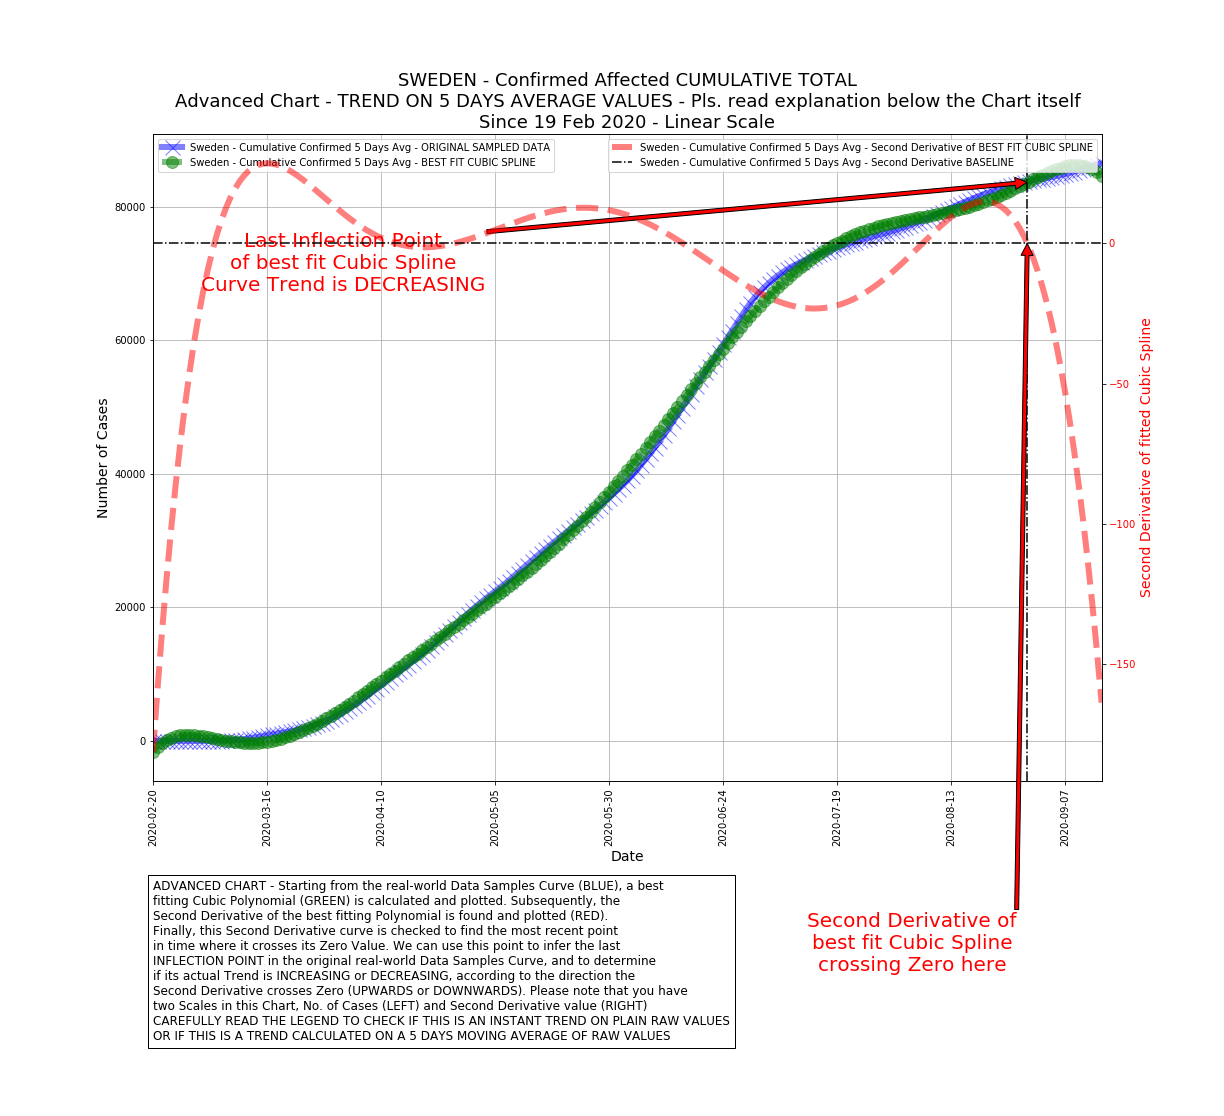 SWEDEN - Confirmed Affected CUMULATIVE TOTAL
Advanced Chart - TREND ON 5 DAYS AVERAGE VALUES - Pls. read explanation below the Chart itself
Since 19 Feb 2020 - Linear Scale
Sweden - Cumulative Confirmed 5 Days Avg - ORIGINAL SAMPLED DATA
Sweden - Cumulative Confirmed 5 Days Avg - BEST FIT CUBIC SPLINE
Sweden - Cumulative Confirmed 5 Days Avg - Second Derivative of BEST FIT CUBIC SPLINE
Sweden - Cumulative Confirmed 5 Days Avg - Second Derivative BASELINE
Last Inflection Point
of best fit Cubic Spline
Curve Trend is DECREASING
Number of Cases
80000
60000
40000
20000
0
0
−50
−100
−150
Second Derivative of fitted Cubic Spline
2020-02-20
2020-03-16
2020-04-10
2020-05-05
2020-05-30
2020-06-24
2020-07-19
2020-08-13
2020-09-07
Date
ADVANCED CHART - Starting from the real-world Data Samples Curve (BLUE), a best
fitting Cubic Polynomial (GREEN) is calculated and plotted. Subsequently, the
Second Derivative of the best fitting Polynomial is found and plotted (RED).
Finally, this Second Derivative curve is checked to find the most recent point
in time where it crosses its Zero Value. We can use this point to infer the last
INFLECTION POINT in the original real-world Data Samples Curve, and to determine
if its actual Trend is INCREASING or DECREASING, according to the direction the
Second Derivative crosses Zero (UPWARDS or DOWNWARDS). Please note that you have
two Scales in this Chart, No. of Cases (LEFT) and Second Derivative value (RIGHT)
CAREFULLY READ THE LEGEND TO CHECK IF THIS IS AN INSTANT TREND ON PLAIN RAW VALUES
OR IF THIS IS A TREND CALCULATED ON A 5 DAYS MOVING AVERAGE OF RAW VALUES
Second Derivative of
best fit Cubic Spline
crossing Zero here